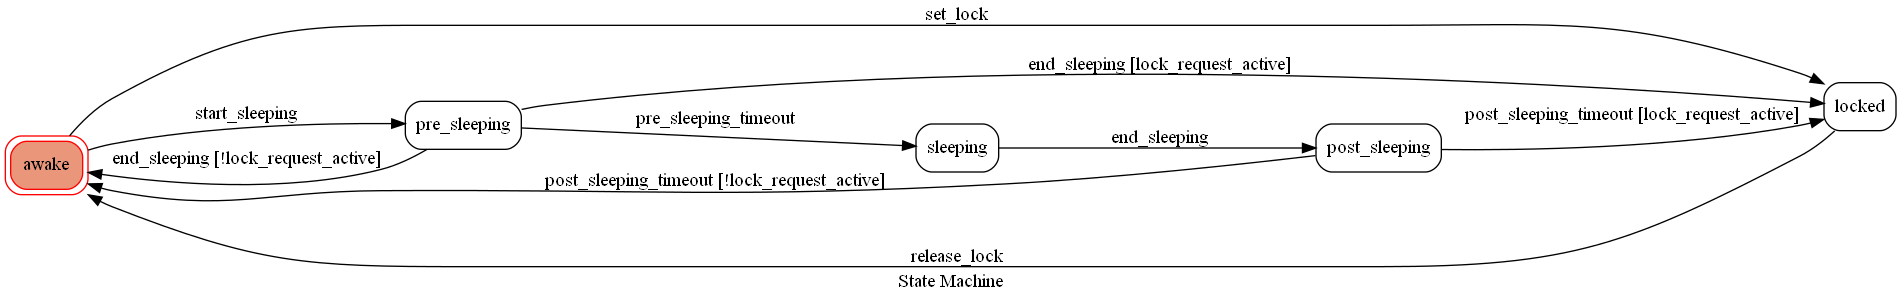 set_lock
end_sleeping [lock_request_active]
start_sleeping
pre_sleeping
pre_sleeping_timeout
post_sleeping_timeout [lock_request_active]
locked
awake
end_sleeping [!lock_request_active]
sleeping
end_sleeping
post_sleeping
post_sleeping_timeout [!lock_request_active]
release_lock
State Machine